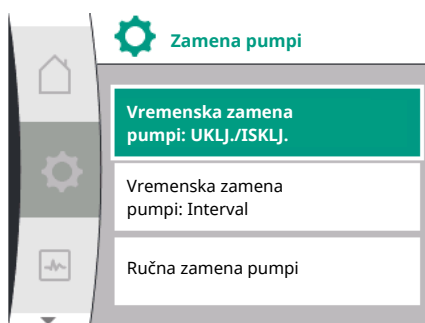 Zamena pumpi
Vremenska zamena
pumpi: UKLJ./ISKLJ.
Vremenska zamena
pumpi: Interval
Ručna zamena pumpi